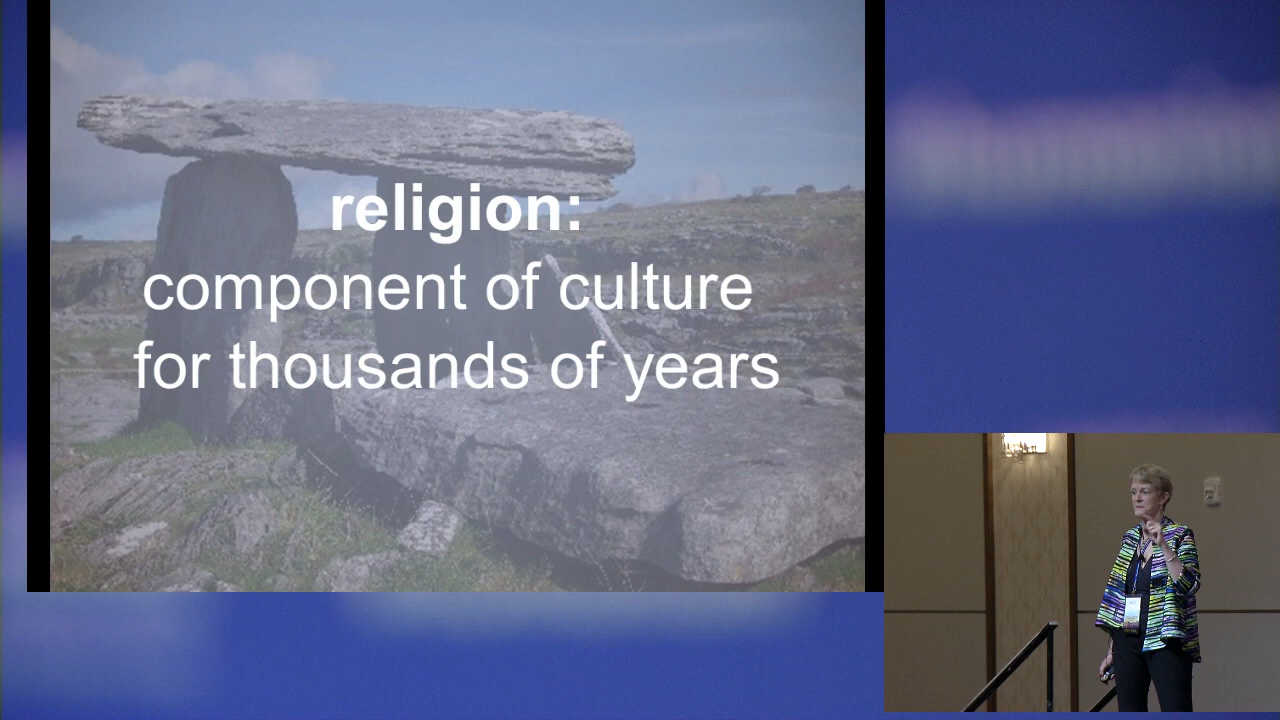 religion:
component of culture
for thousands of years